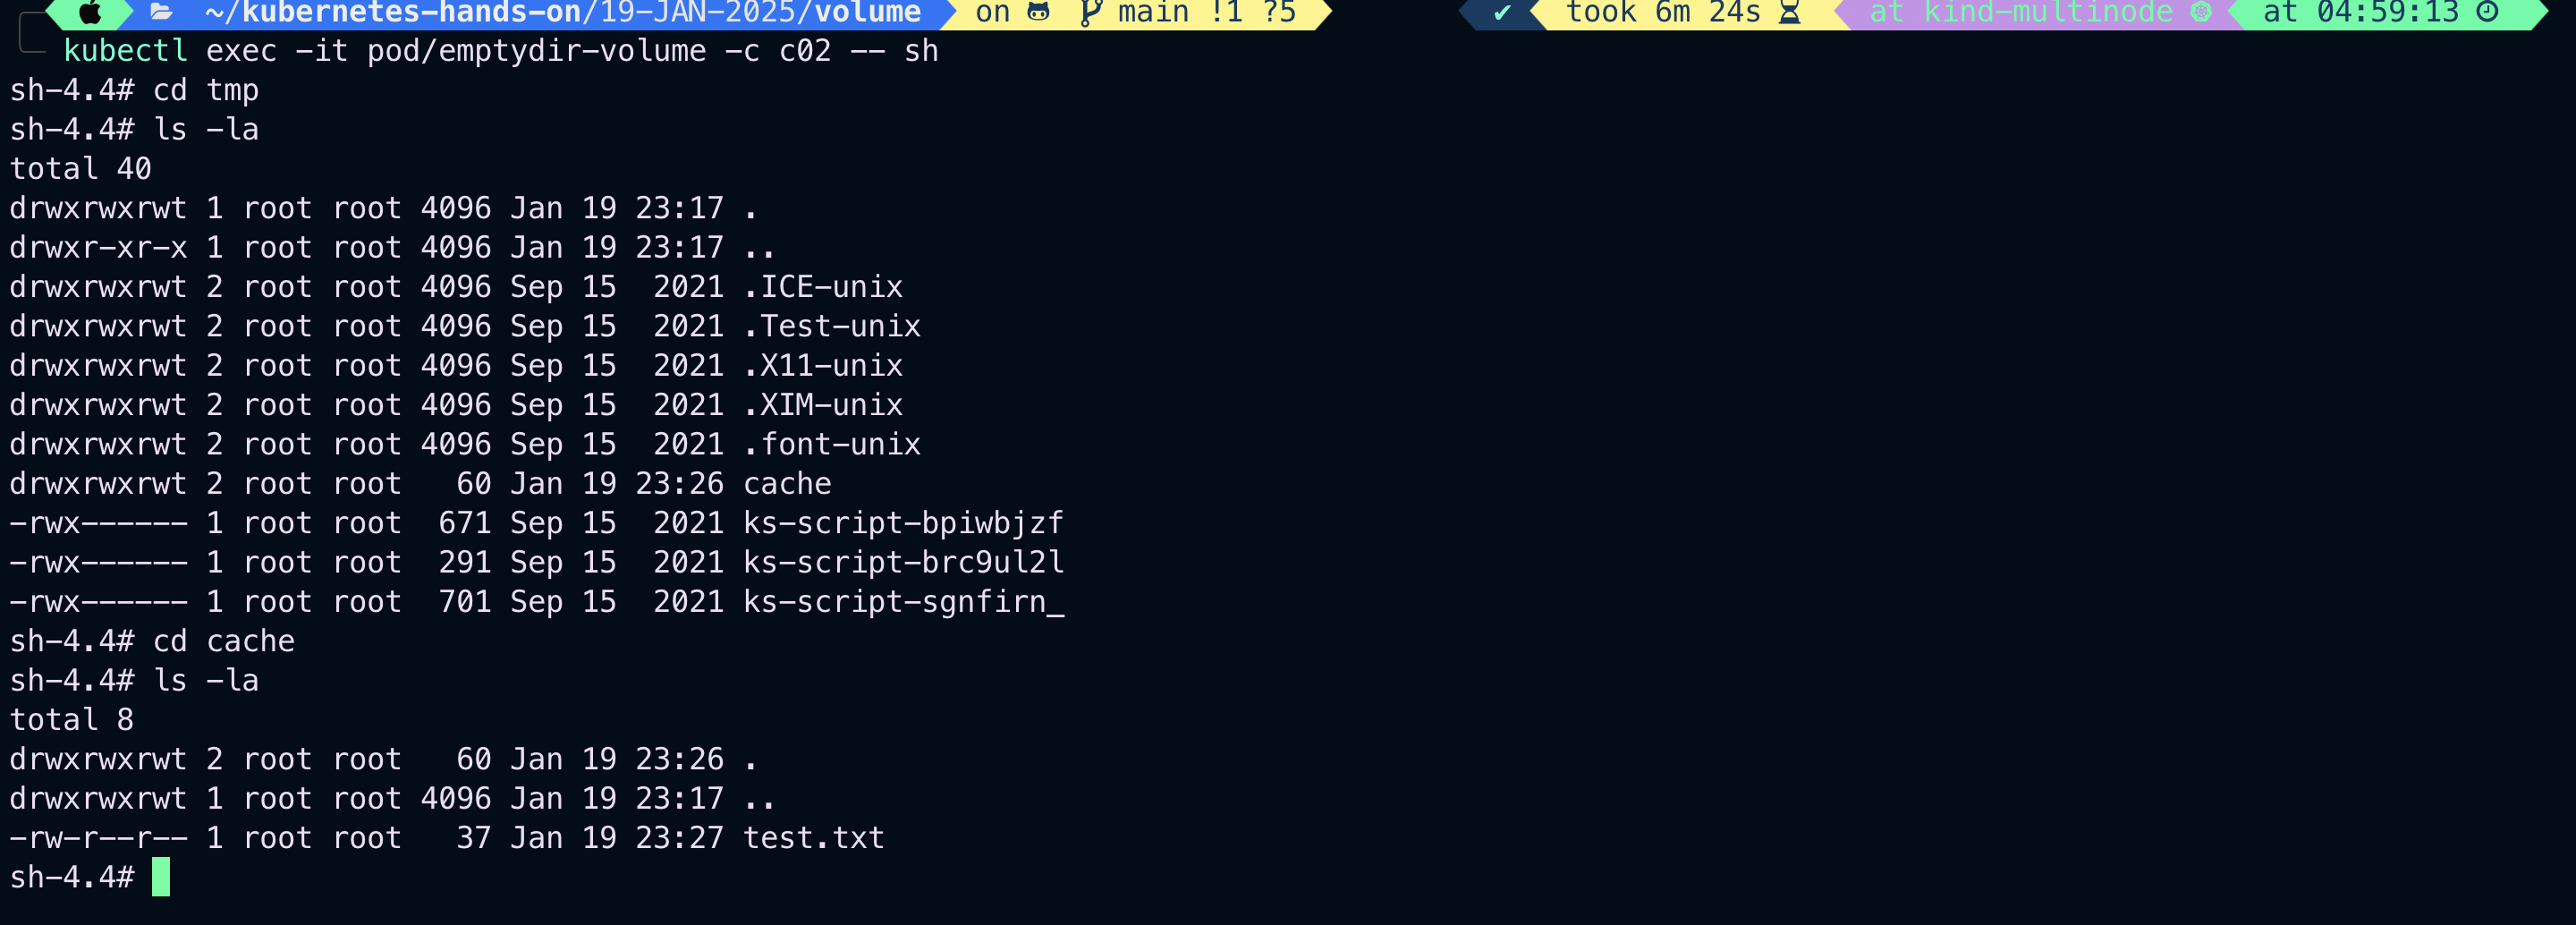 ~/kubernetes-hands-on/19-JAN-2025/volume on main !1 ?5 ✔ took 6m 24s at kind-multinode at 04:59:13
kubectl exec -it pod/emptydir-volume -c c02 -- sh
sh-4.4# cd tmp
sh-4.4# ls -la
total 40
drwxrwxrwt 1 root root 4096 Jan 19 23:17 .
drwxr-xr-x 1 root root 4096 Jan 19 23:17 ..
drwxrwxrwt 2 root root 4096 Sep 15  2021 .ICE-unix
drwxrwxrwt 2 root root 4096 Sep 15  2021 .Test-unix
drwxrwxrwt 2 root root 4096 Sep 15  2021 .X11-unix
drwxrwxrwt 2 root root 4096 Sep 15  2021 .XIM-unix
drwxrwxrwt 2 root root 4096 Sep 15  2021 .font-unix
drwxrwxrwt 2 root root   60 Jan 19 23:26 cache
-rwx------ 1 root root  671 Sep 15  2021 ks-script-bpiwbjzf
-rwx------ 1 root root  291 Sep 15  2021 ks-script-brc9ul2l
-rwx------ 1 root root  701 Sep 15  2021 ks-script-sgnfirn_
sh-4.4# cd cache
sh-4.4# ls -la
total 8
drwxrwxrwt 2 root root   60 Jan 19 23:26 .
drwxrwxrwt 1 root root 4096 Jan 19 23:17 ..
-rw-r--r-- 1 root root   37 Jan 19 23:27 test.txt
sh-4.4#